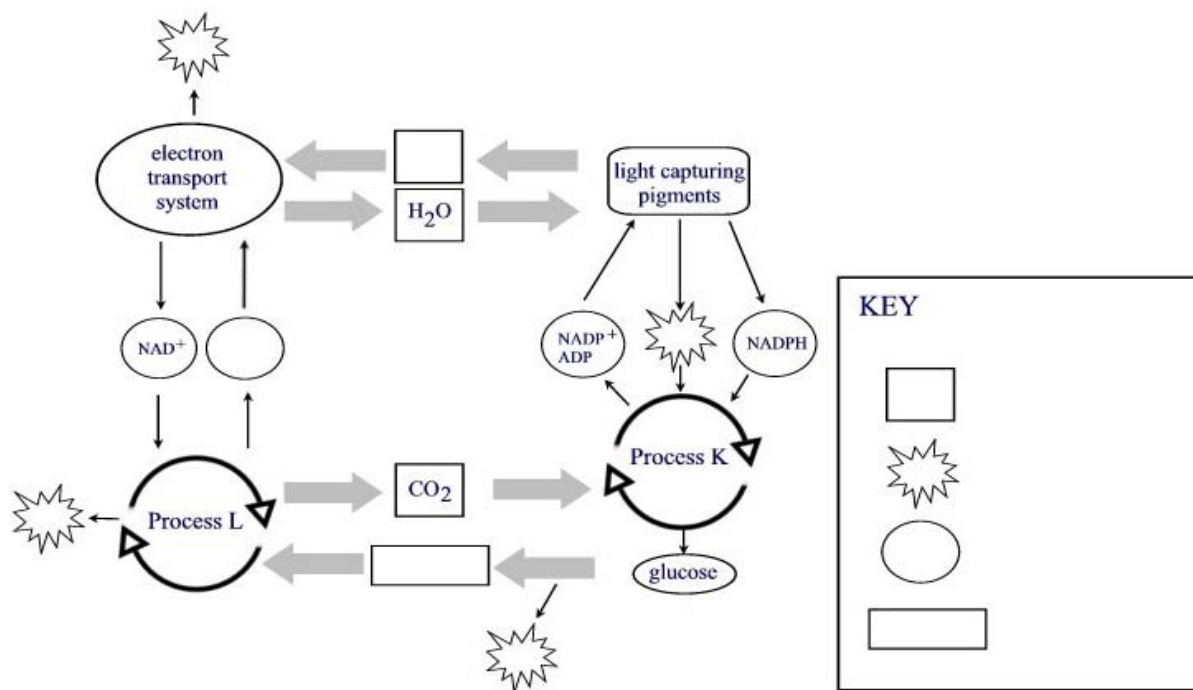 electron
transport
system
H₂O
light capturing
pigments
NAD⁺
NADP⁺
ADP
NADPH
KEY
Process L
CO₂
Process K
glucose